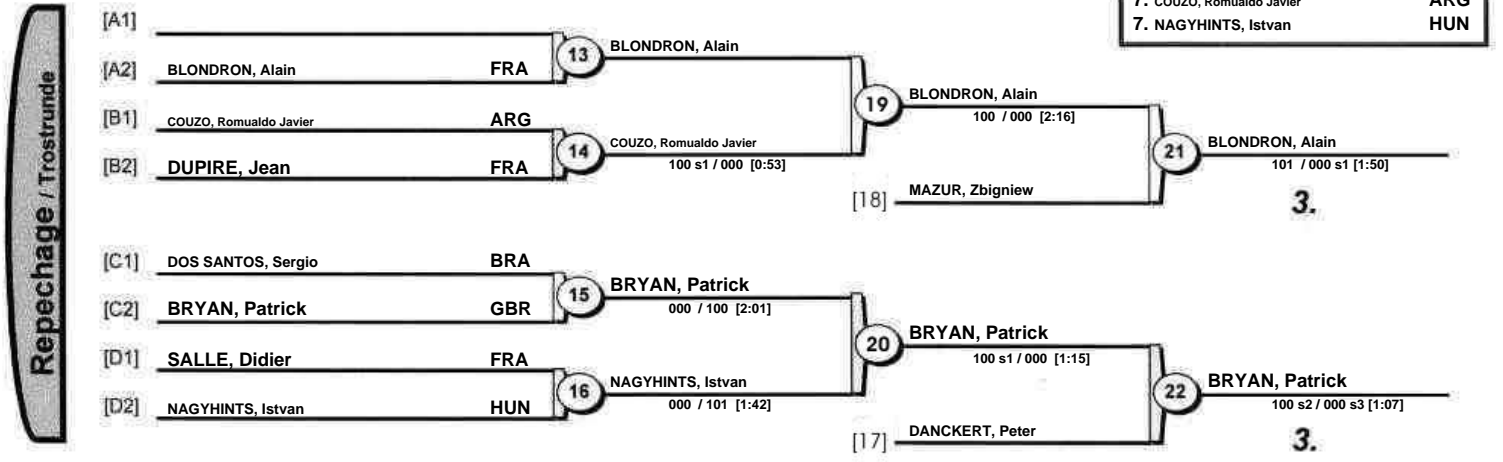 7. COUZO, Romualdo Javier ARG
7. NAGYHINTS, Istvan HUN
Repechage / Trostrunde
[A1]
[A2] BLONDRON, Alain FRA
13
BLONDRON, Alain
[B1] COUZO, Romualdo Javier ARG
[B2] DUPIRE, Jean FRA
14
COUZO, Romualdo Javier
100 s1 / 000 [0:53]
19
BLONDRON, Alain
100 / 000 [2:16]
[18] MAZUR, Zbigniew
21
BLONDRON, Alain
101 / 000 s1 [1:50]
3.
[C1] DOS SANTOS, Sergio BRA
[C2] BRYAN, Patrick GBR
15
BRYAN, Patrick
000 / 100 [2:01]
[D1] SALLE, Didier FRA
[D2] NAGYHINTS, Istvan HUN
16
NAGYHINTS, Istvan
000 / 101 [1:42]
20
BRYAN, Patrick
100 s1 / 000 [1:15]
[17] DANCKERT, Peter
22
BRYAN, Patrick
100 s2 / 000 s3 [1:07]
3.